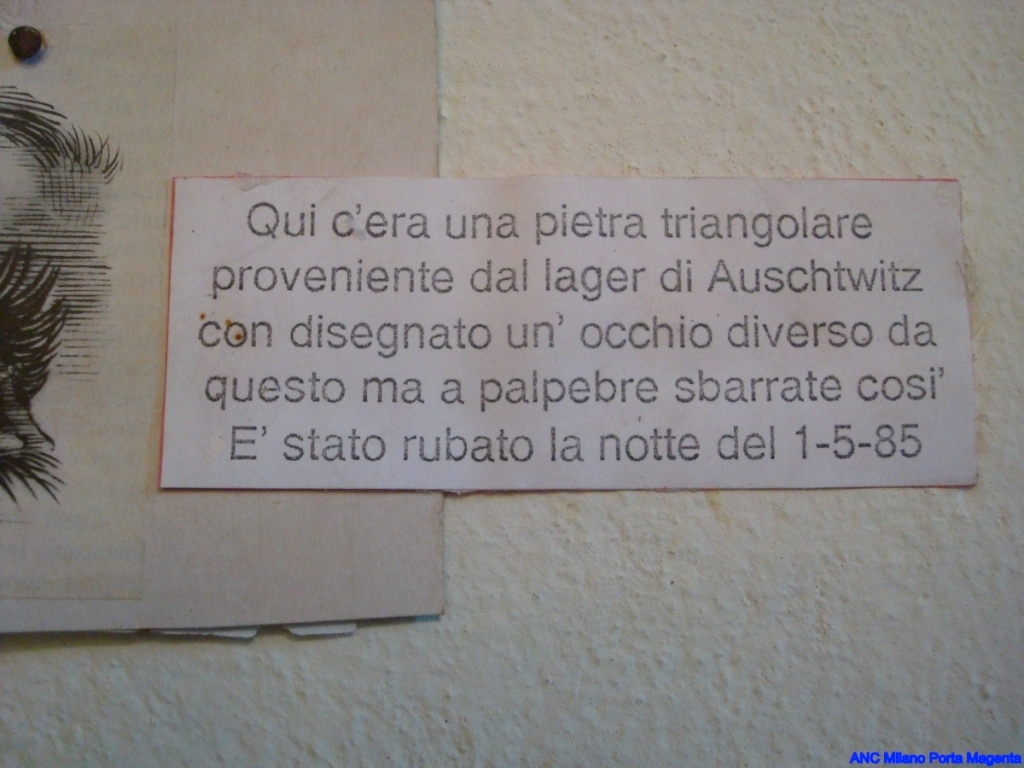 Qui c'era una pietra triangolare
proveniente dal lager di Auschtwitz
con disegnato un' occhio diverso da
questo ma a palpebre sbarrate cosi'
E' stato rubato la notte del 1-5-85
ANC Milano Porta Magenta